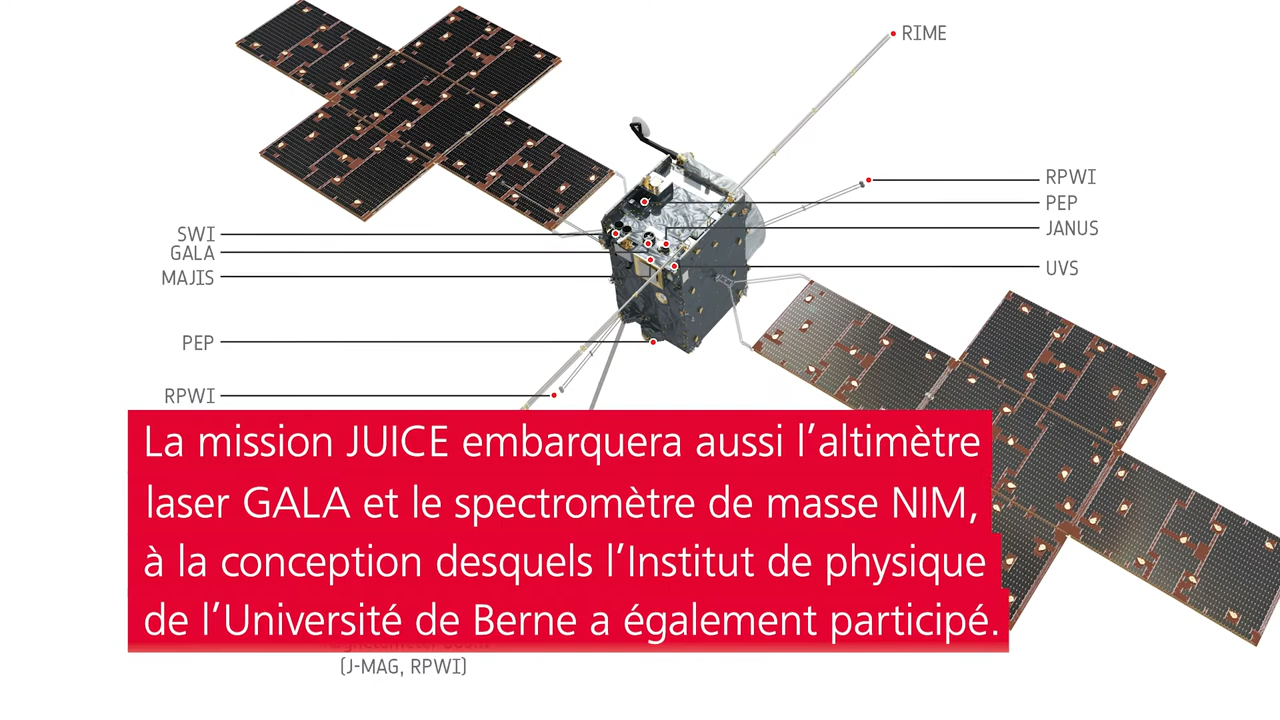 RIME
RPWI
PEP
JANUS
SWI
GALA
UVS
MAJIS
PEP
RPWI
La mission JUICE embarquera aussi l’altimètre
laser GALA et le spectromètre de masse NIM,
à la conception desquels l’Institut de physique
de l’Université de Berne a également participé.
(J-MAG, RPWI)